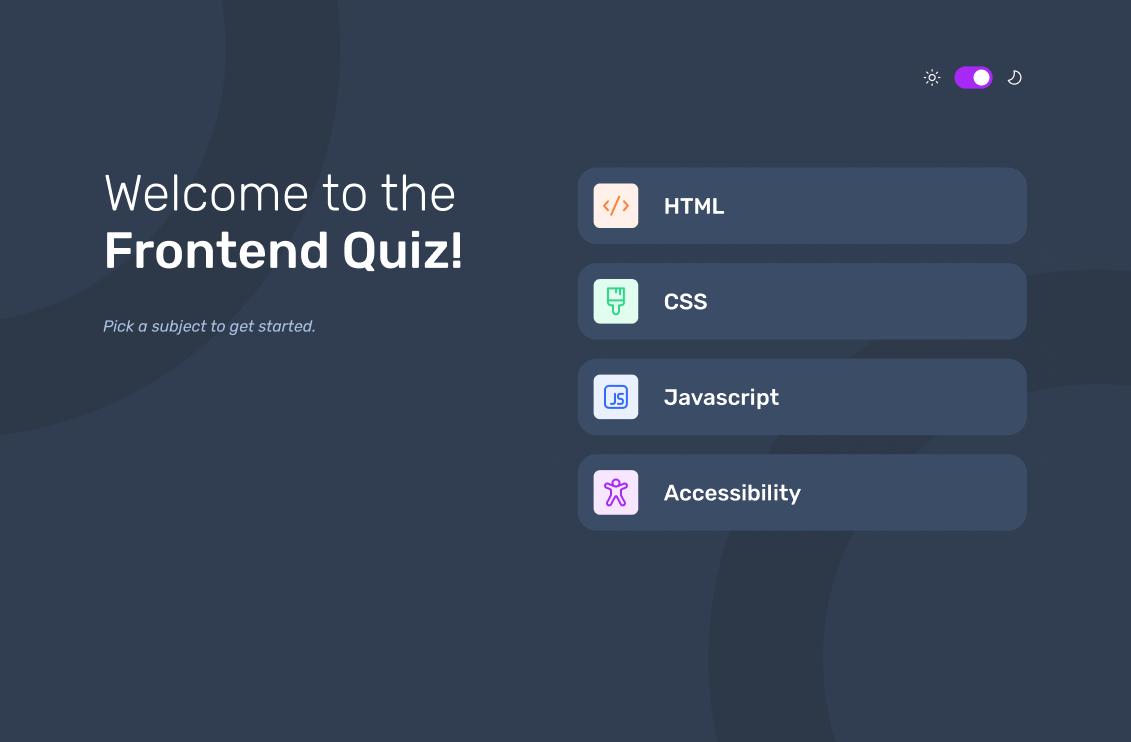 Welcome to the
Frontend Quiz!
Pick a subject to get started.
HTML
CSS
JS
Javascript
Accessibility